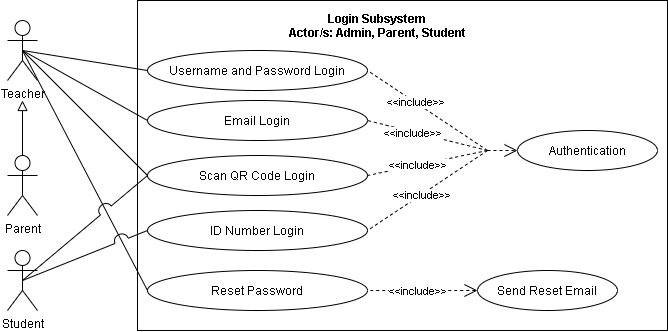 Login Subsystem
Actor/s: Admin, Parent, Student
Teacher
Username and Password Login
<<include>>
Email Login
<<include>>
Authentication
Scan QR Code Login
<<include>>
Parent
ID Number Login
<<include>>
Student
Reset Password
<<include>>
Send Reset Email